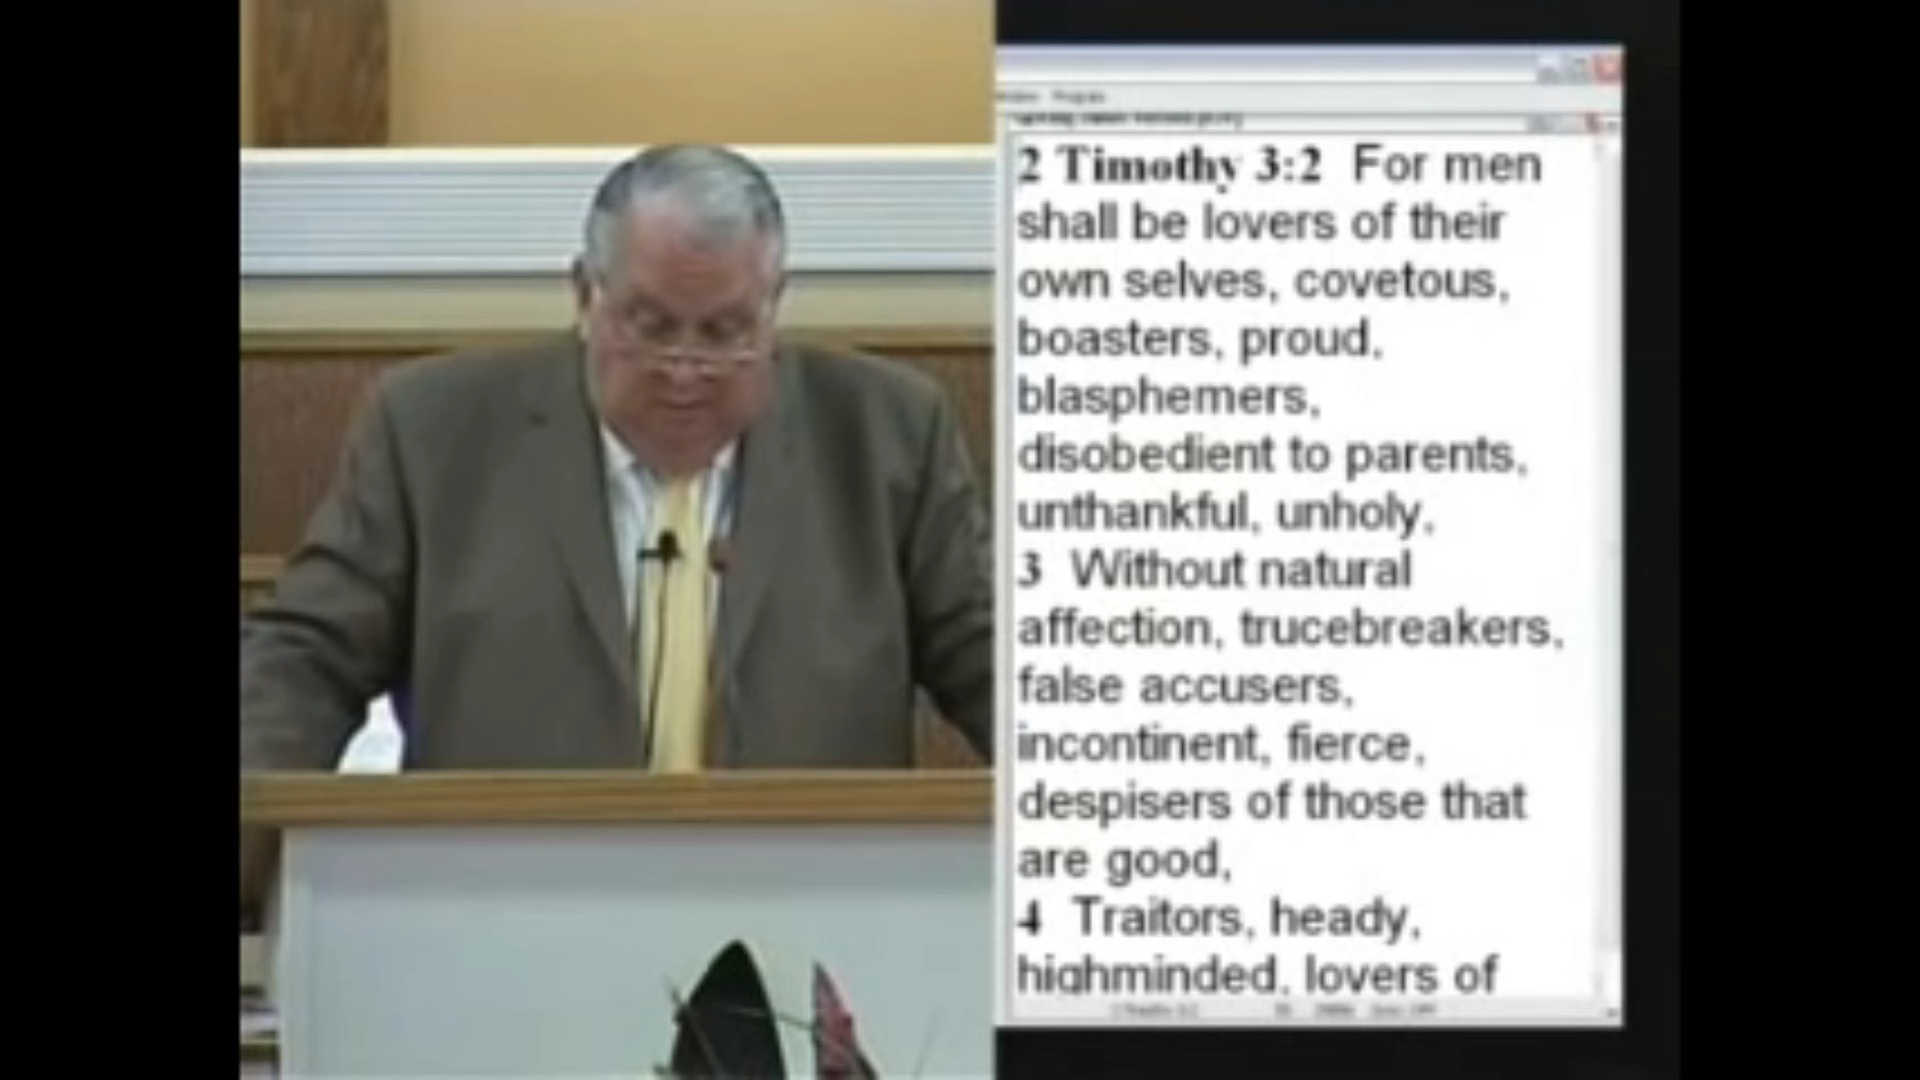 Program
2 Timothy 3:2 For men
shall be lovers of their
own selves, covetous,
boasters, proud,
blasphemers,
disobedient to parents,
unthankful, unholy,
3 Without natural
affection, trucebreakers,
false accusers,
incontinent, fierce,
despisers of those that
are good,
4 Traitors, heady,
highminded, lovers of